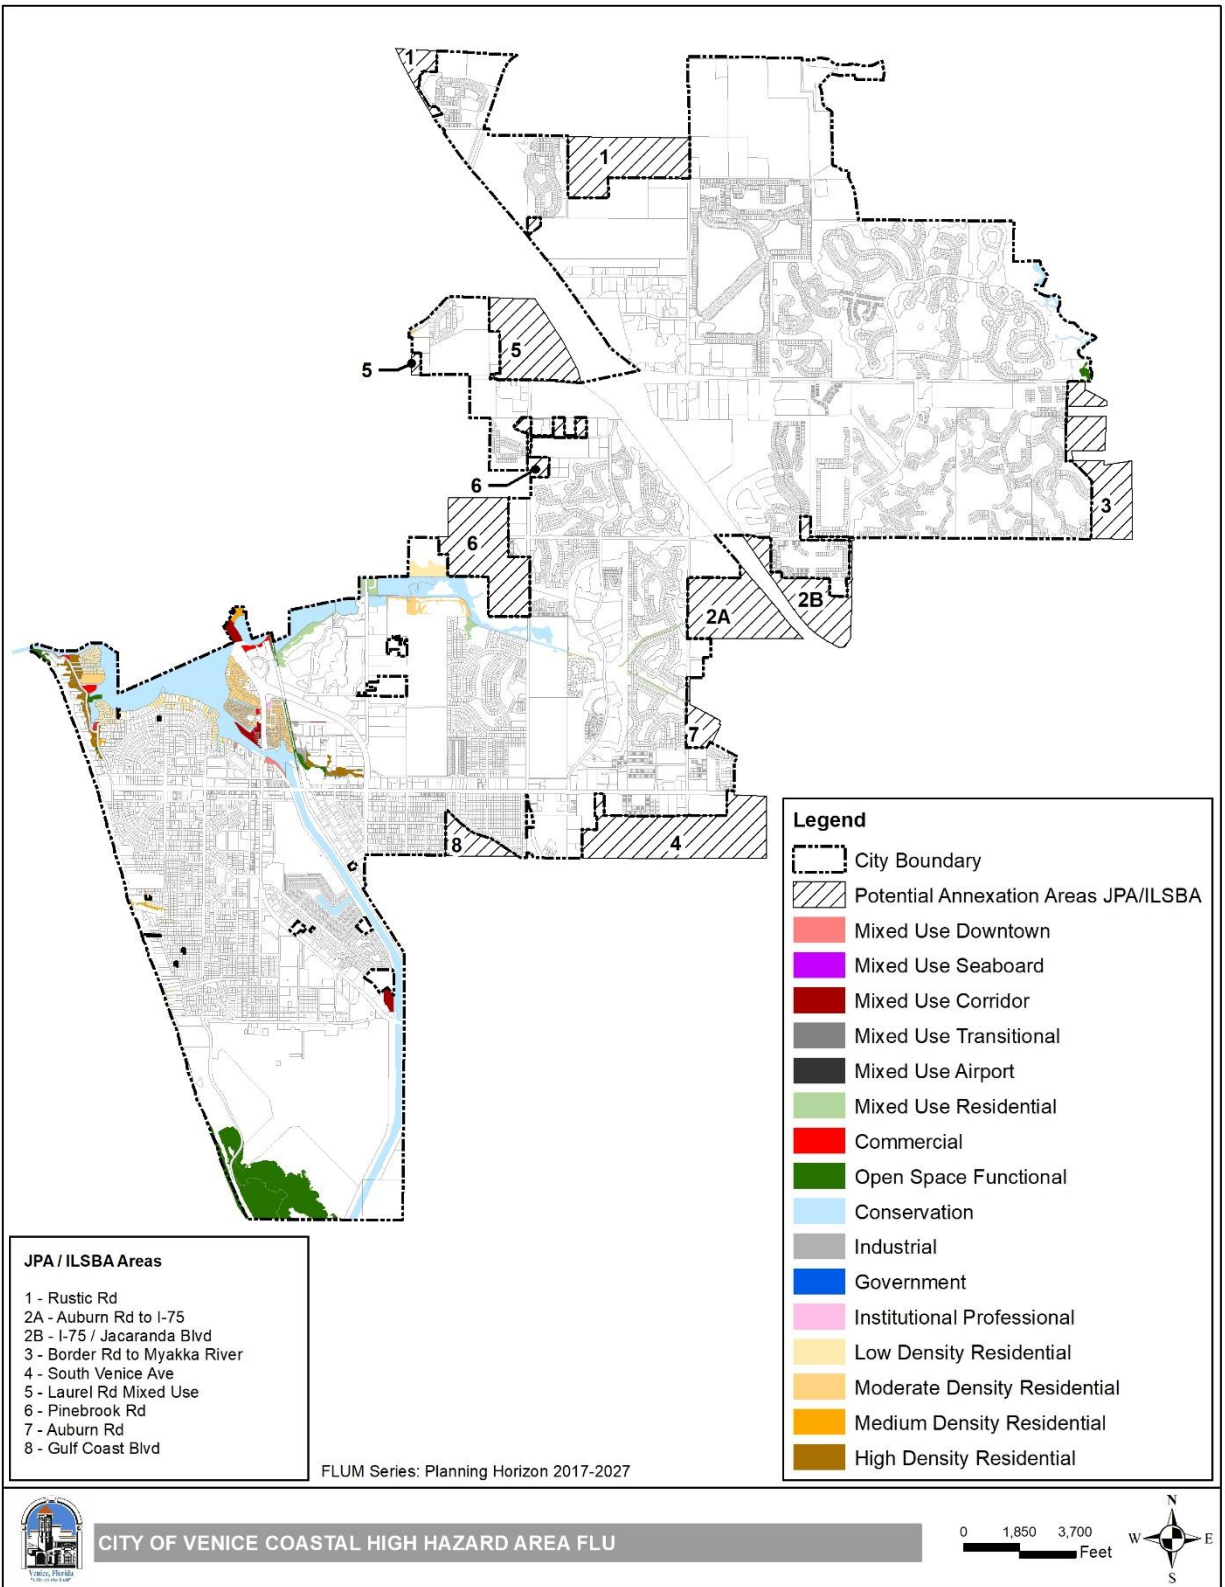 1
1
5
5
6
6
3
2A
2B
7
8
4
Legend
City Boundary
Potential Annexation Areas JPA/ILSBA
Mixed Use Downtown
Mixed Use Seaboard
Mixed Use Corridor
Mixed Use Transitional
Mixed Use Airport
Mixed Use Residential
Commercial
Open Space Functional
Conservation
Industrial
Government
Institutional Professional
Low Density Residential
Moderate Density Residential
Medium Density Residential
High Density Residential
JPA / ILSBA Areas
1 - Rustic Rd
2A - Auburn Rd to I-75
2B - I-75 / Jacaranda Blvd
3 - Border Rd to Myakka River
4 - South Venice Ave
5 - Laurel Rd Mixed Use
6 - Pinebrook Rd
7 - Auburn Rd
8 - Gulf Coast Blvd
FLUM Series: Planning Horizon 2017-2027
Venice, Florida
CITY OF VENICE COASTAL HIGH HAZARD AREA FLU
0 1,850 3,700
Feet
N
W E
S